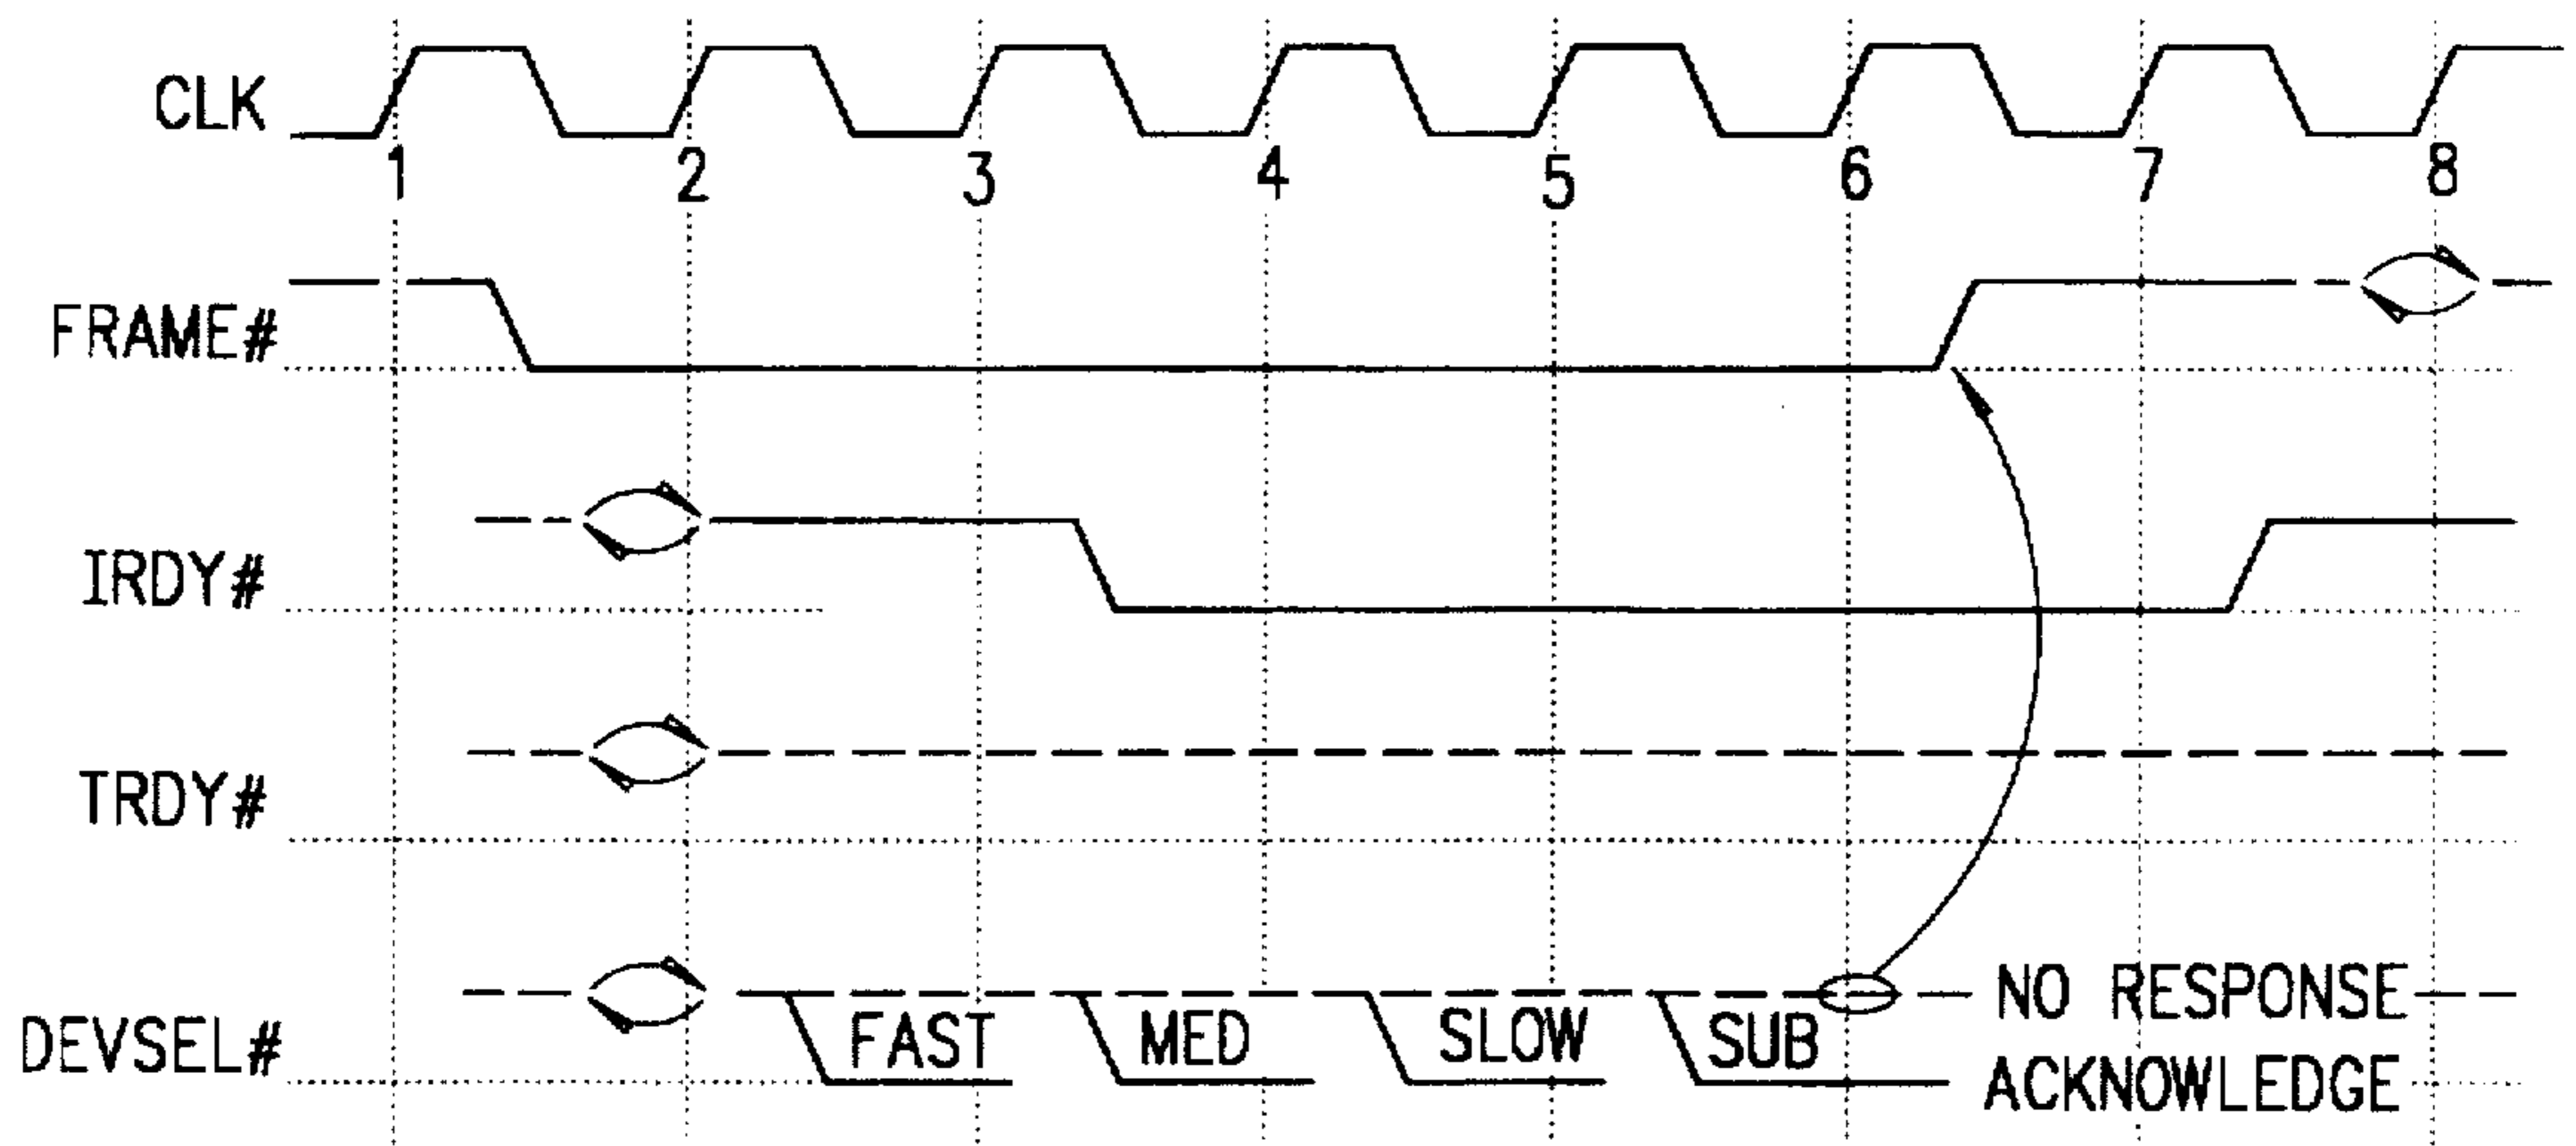 CLK
1 2 3 4 5 6 7 8
FRAME#
IRDY#
TRDY#
DEVSEL#
FAST MED SLOW SUB
NO RESPONSE
ACKNOWLEDGE